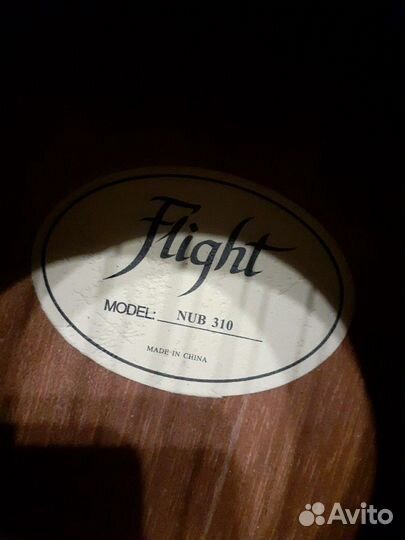 Flight
MODEL: NUB 310
MADE IN CHINA
Avito